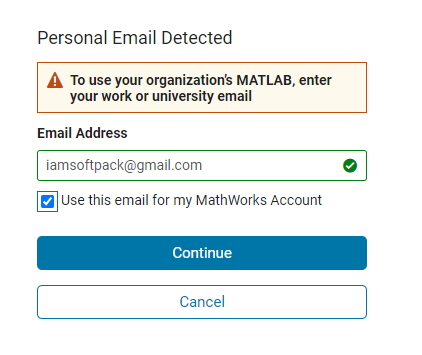 Personal Email Detected
To use your organization's MATLAB, enter
your work or university email
Email Address
iamsoftpack@gmail.com
Use this email for my MathWorks Account
Continue
Cancel